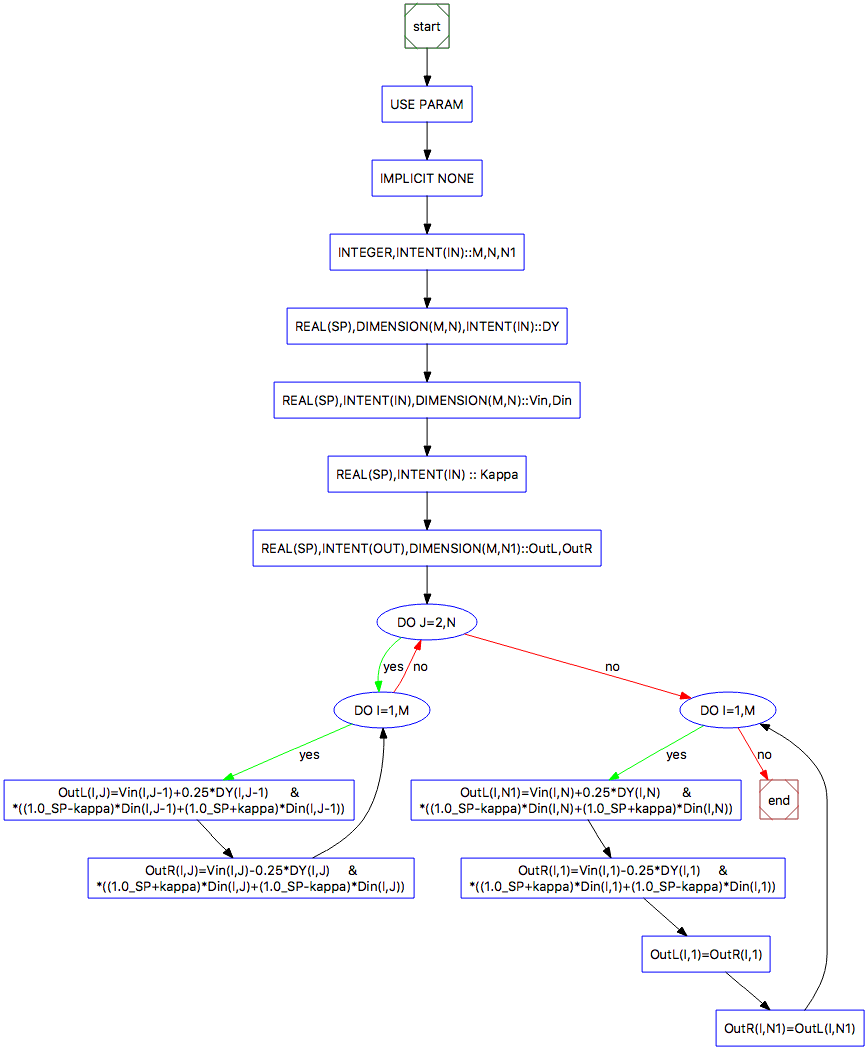 start
USE PARAM
IMPLICIT NONE
INTEGER,INTENT(IN)::M,N,N1
REAL(SP),DIMENSION(M,N),INTENT(IN)::DY
REAL(SP),INTENT(IN),DIMENSION(M,N)::Vin,Din
REAL(SP),INTENT(IN) :: Kappa
REAL(SP),INTENT(OUT),DIMENSION(M,N1)::OutL,OutR
DO J=2,N
yes
no
no
DO I=1,M
DO I=1,M
yes
yes
no
OutL(I,J)=Vin(I,J-1)+0.25*DY(I,J-1) &
*((1.0_SP-kappa)*Din(I,J-1)+(1.0_SP+kappa)*Din(I,J-1))
OutL(I,N1)=Vin(I,N)+0.25*DY(I,N) &
*((1.0_SP-kappa)*Din(I,N)+(1.0_SP+kappa)*Din(I,N))
end
OutR(I,J)=Vin(I,J)-0.25*DY(I,J) &
*((1.0_SP+kappa)*Din(I,J)+(1.0_SP-kappa)*Din(I,J))
OutR(I,1)=Vin(I,1)-0.25*DY(I,1) &
*((1.0_SP+kappa)*Din(I,1)+(1.0_SP-kappa)*Din(I,1))
OutL(I,1)=OutR(I,1)
OutR(I,N1)=OutL(I,N1)